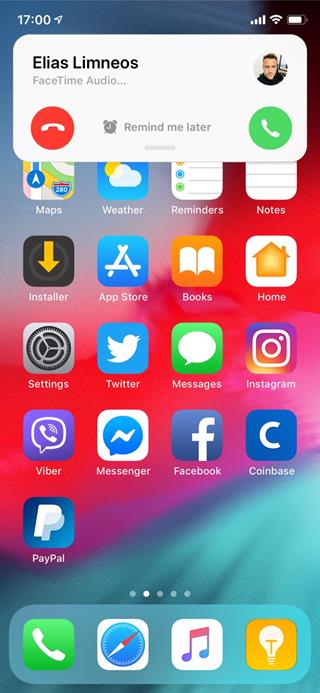 17:00
Elias Limneos
FaceTime Audio...
Remind me later
280
Maps Weather Reminders Notes
Installer App Store Books Home
Settings Twitter Messages Instagram
Viber Messenger Facebook Coinbase
PayPal